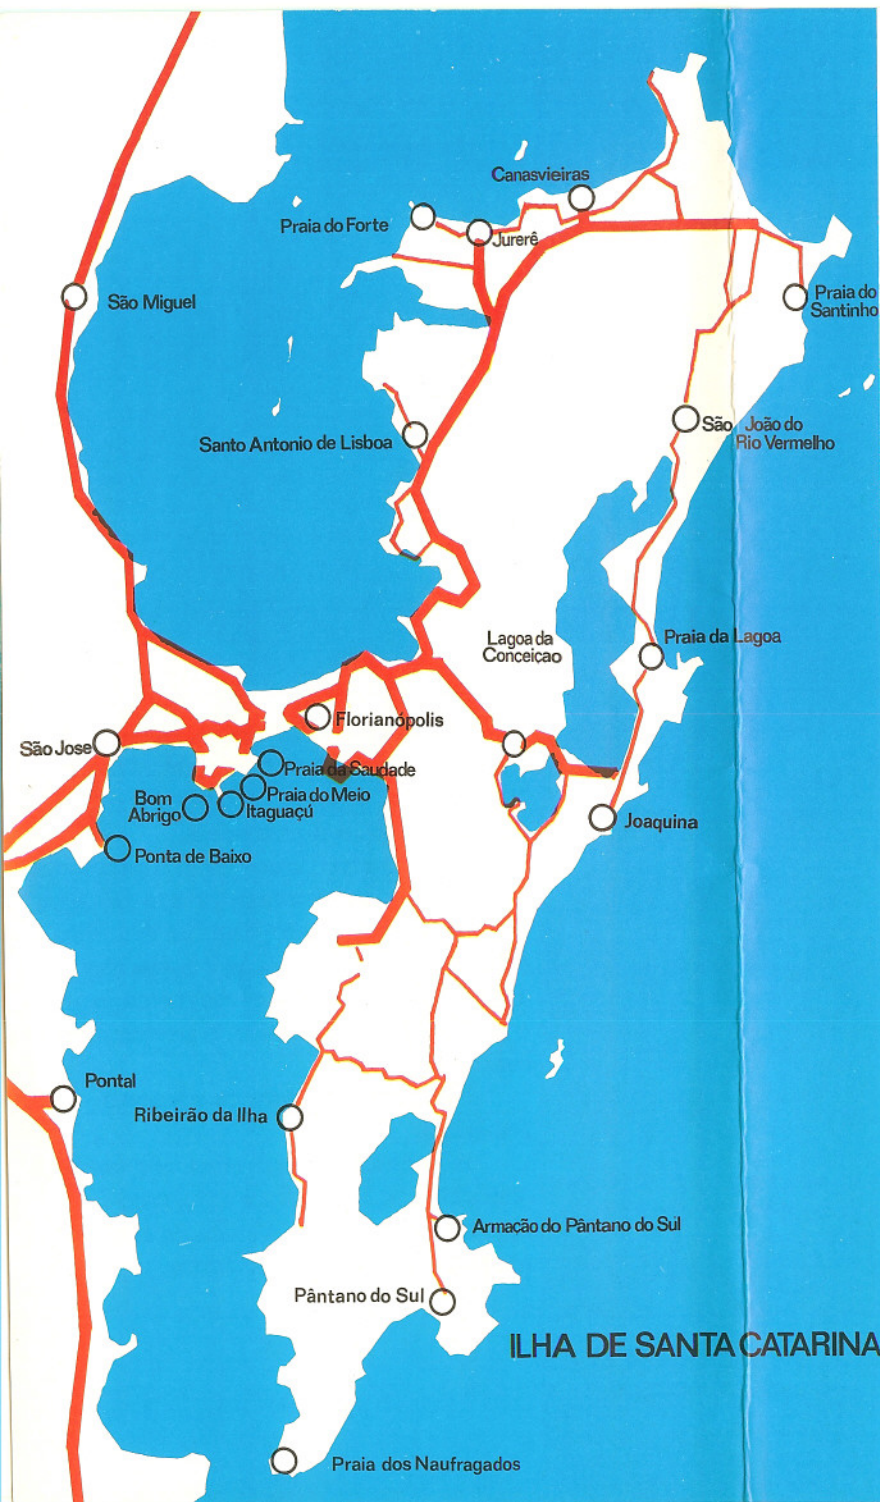 Canasvieiras
Praia do Forte
Jurerê
São Miguel
Praia do
Santinho
São João do
Rio Vermelho
Santo Antonio de Lisboa
Lagoa da
Conceiçao
Praia da Lagoa
Florianópolis
São Jose
Praia da Saudade
Praia do Meio
Bom
Abrigo
Itaguaçú
Joaquina
Ponta de Baixo
Pontal
Ribeirão da Ilha
Armação do Pântano do Sul
Pântano do Sul
ILHA DE SANTA CATARINA
Praia dos Naufragados